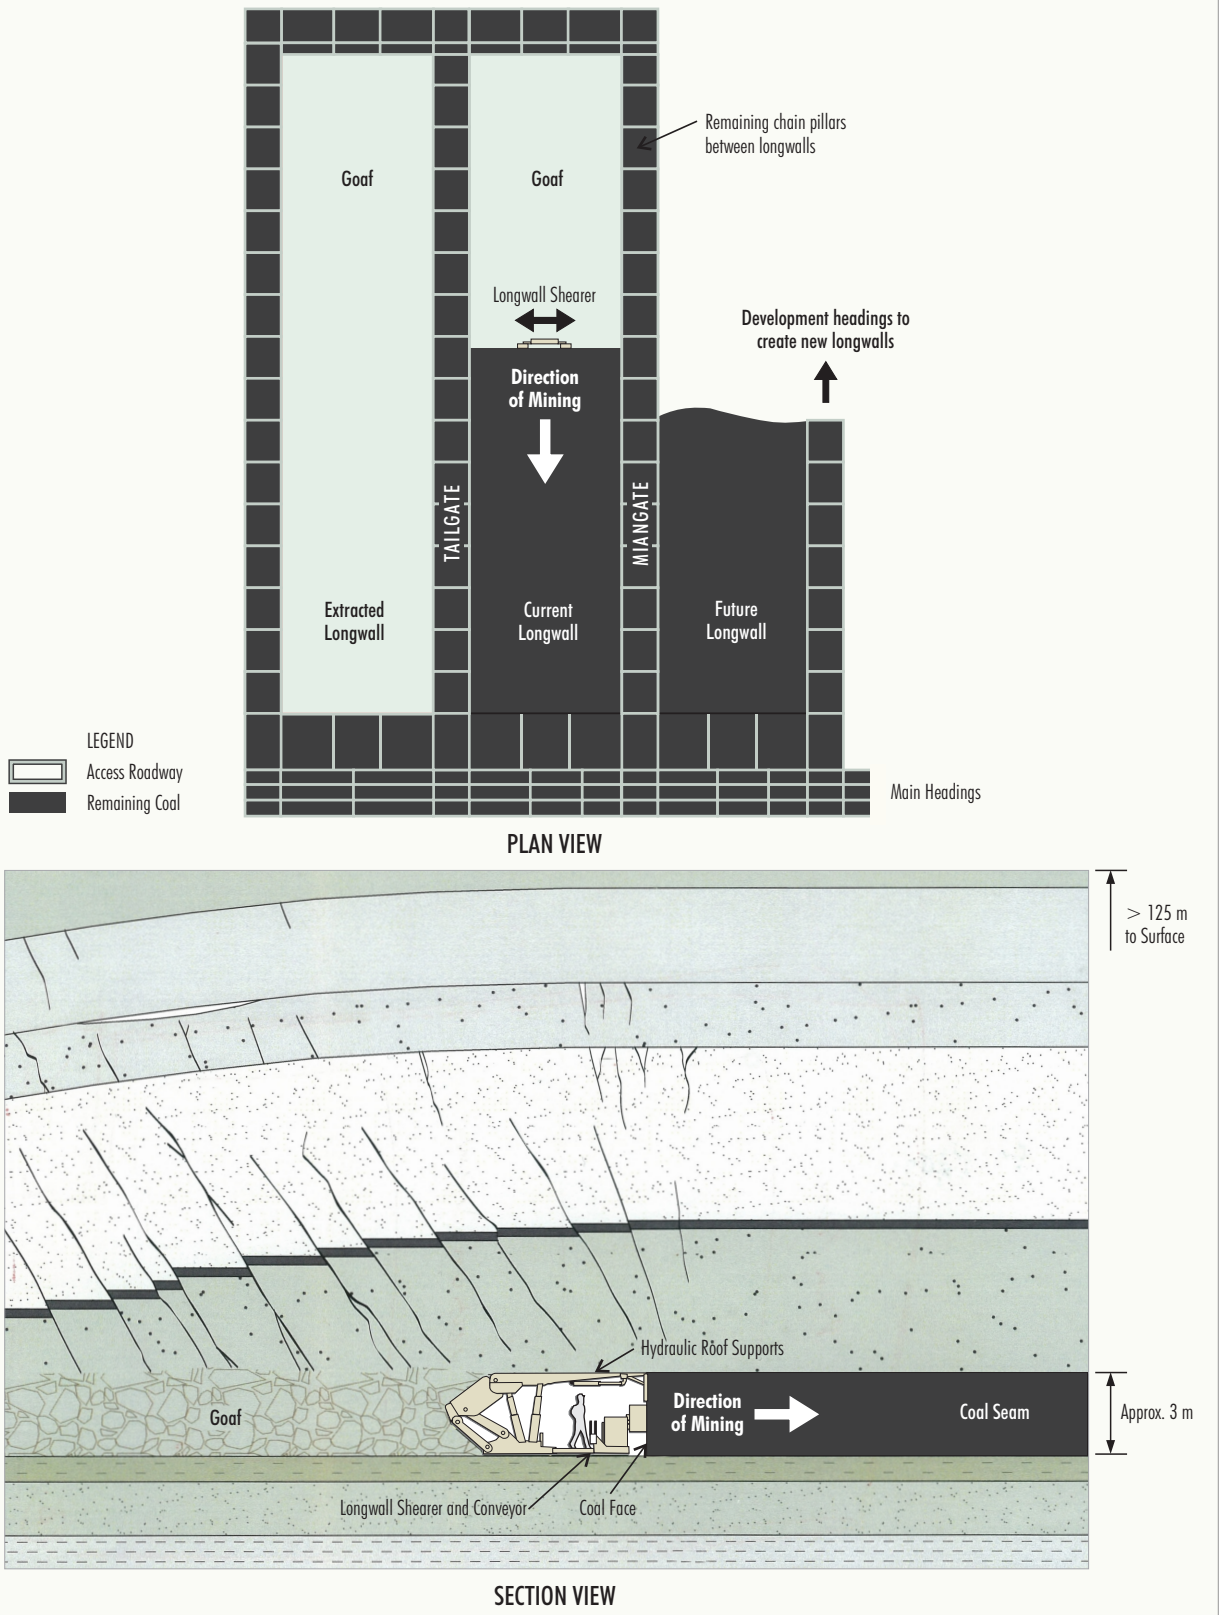 Remaining chain pillars
between longwalls
Goaf
Goaf
Longwall Shearer
Development headings to
create new longwalls
Direction
of Mining
TAILGATE
MIANGATE
Extracted
Longwall
Current
Longwall
Future
Longwall
LEGEND
Access Roadway
Remaining Coal
Main Headings
PLAN VIEW
> 125 m
to Surface
Hydraulic Roof Supports
Goaf
Direction
of Mining
Coal Seam
Approx. 3 m
Longwall Shearer and Conveyor
Coal Face
SECTION VIEW